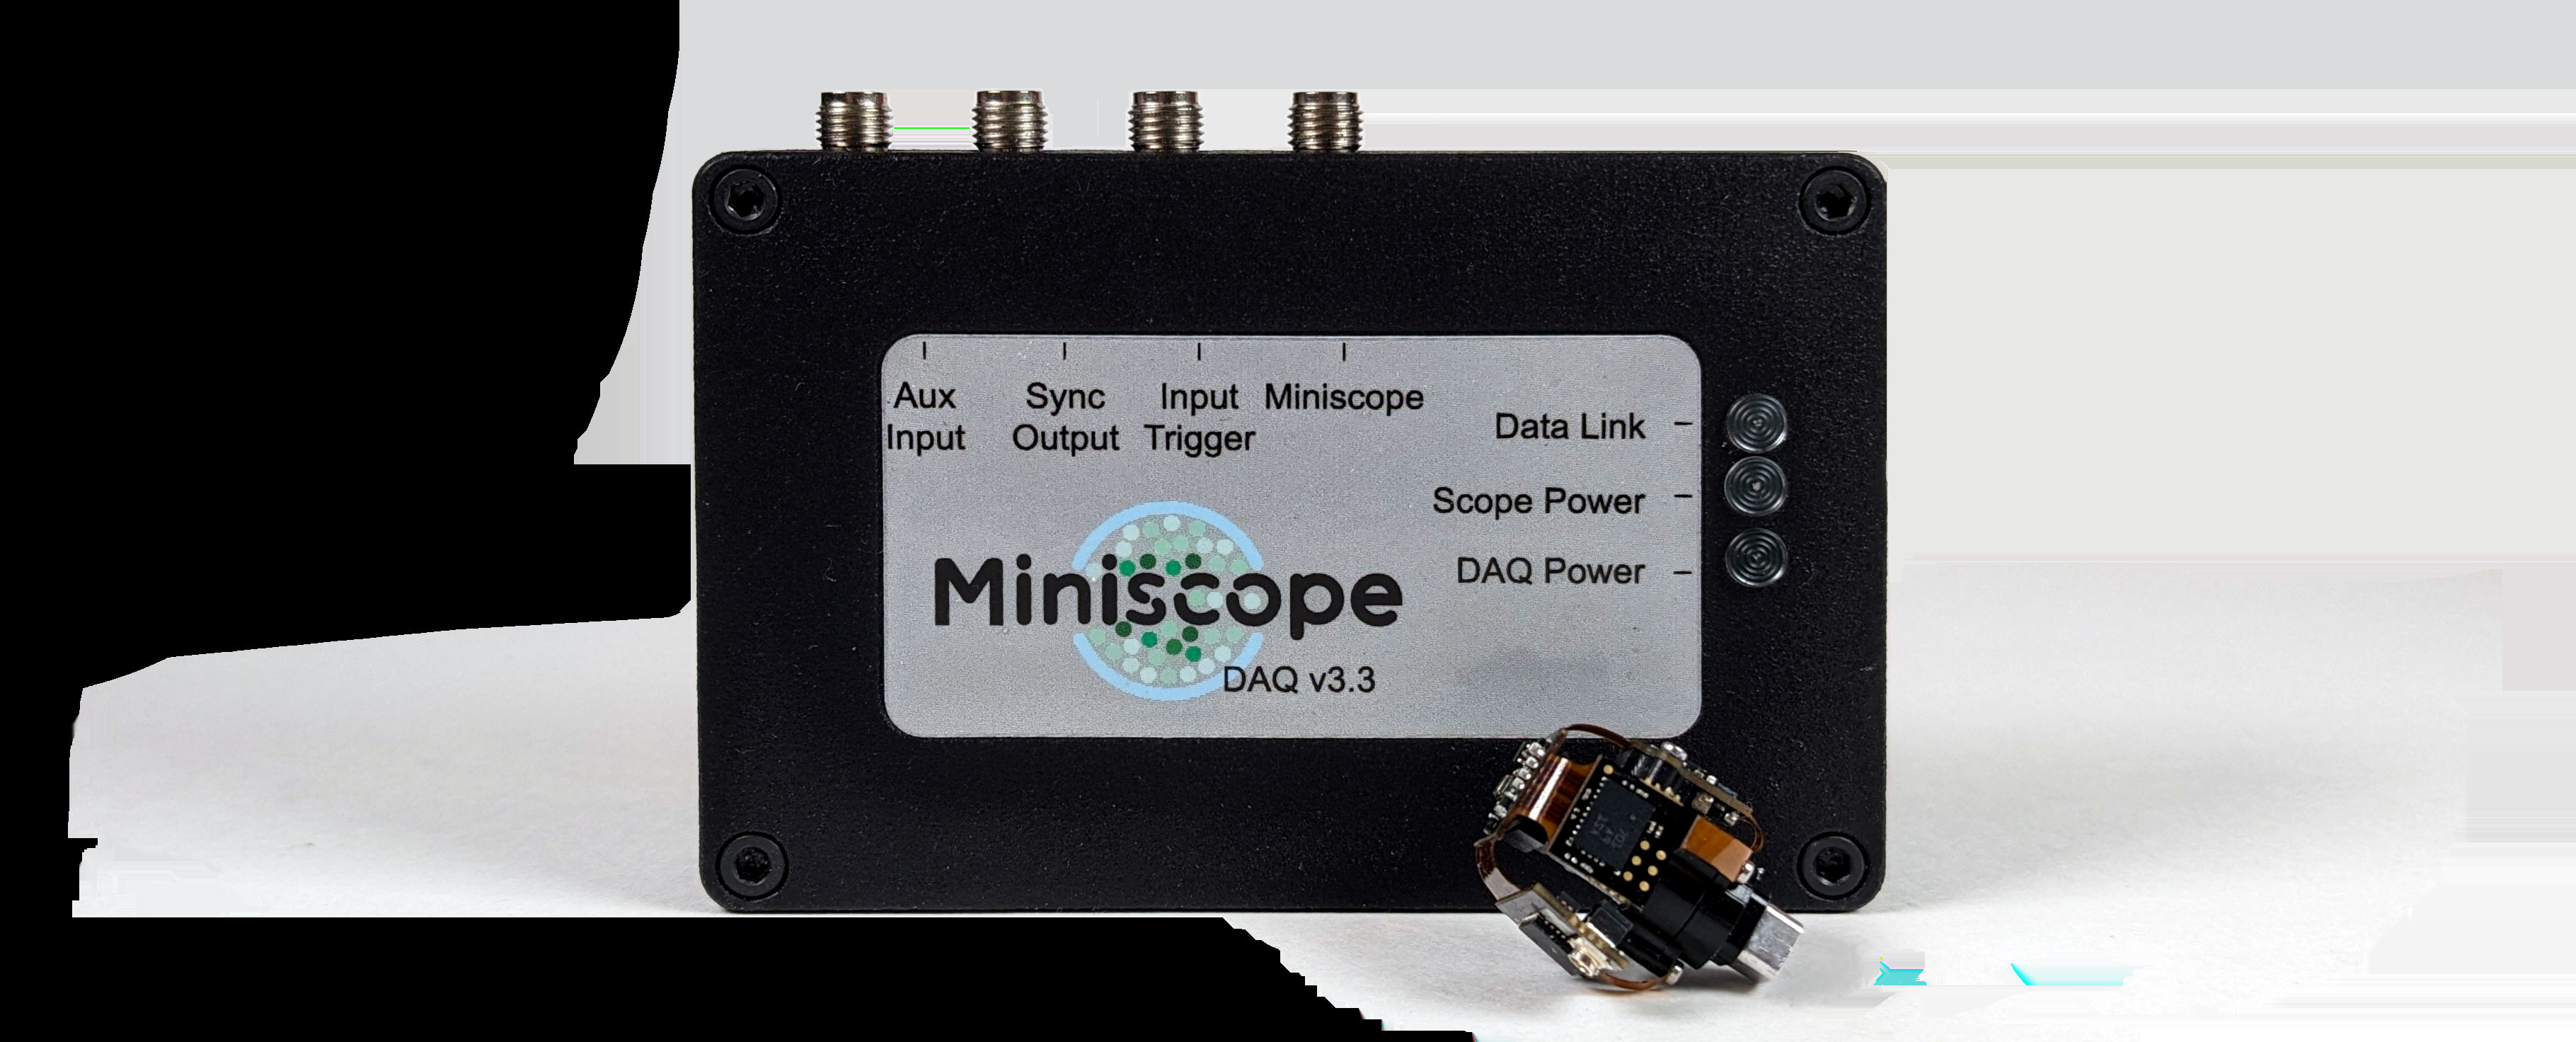 Aux Input
Sync Output
Input Trigger
Miniscope
Data Link
Scope Power
DAQ Power
Miniscope
DAQ v3.3